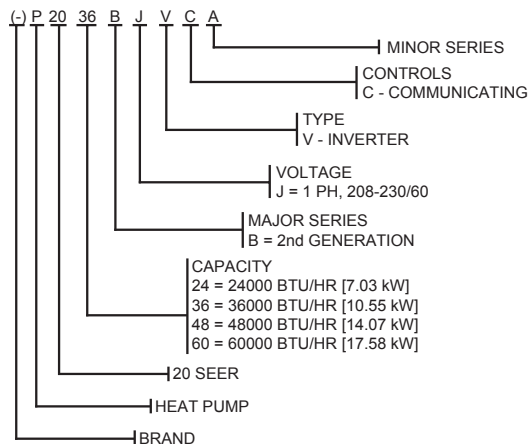 (-) P 20 36 B J V C A
MINOR SERIES
CONTROLS
C - COMMUNICATING
TYPE
V - INVERTER
VOLTAGE
J = 1 PH, 208-230/60
MAJOR SERIES
B = 2nd GENERATION
CAPACITY
24 = 24000 BTU/HR [7.03 kW]
36 = 36000 BTU/HR [10.55 kW]
48 = 48000 BTU/HR [14.07 kW]
60 = 60000 BTU/HR [17.58 kW]
20 SEER
HEAT PUMP
BRAND